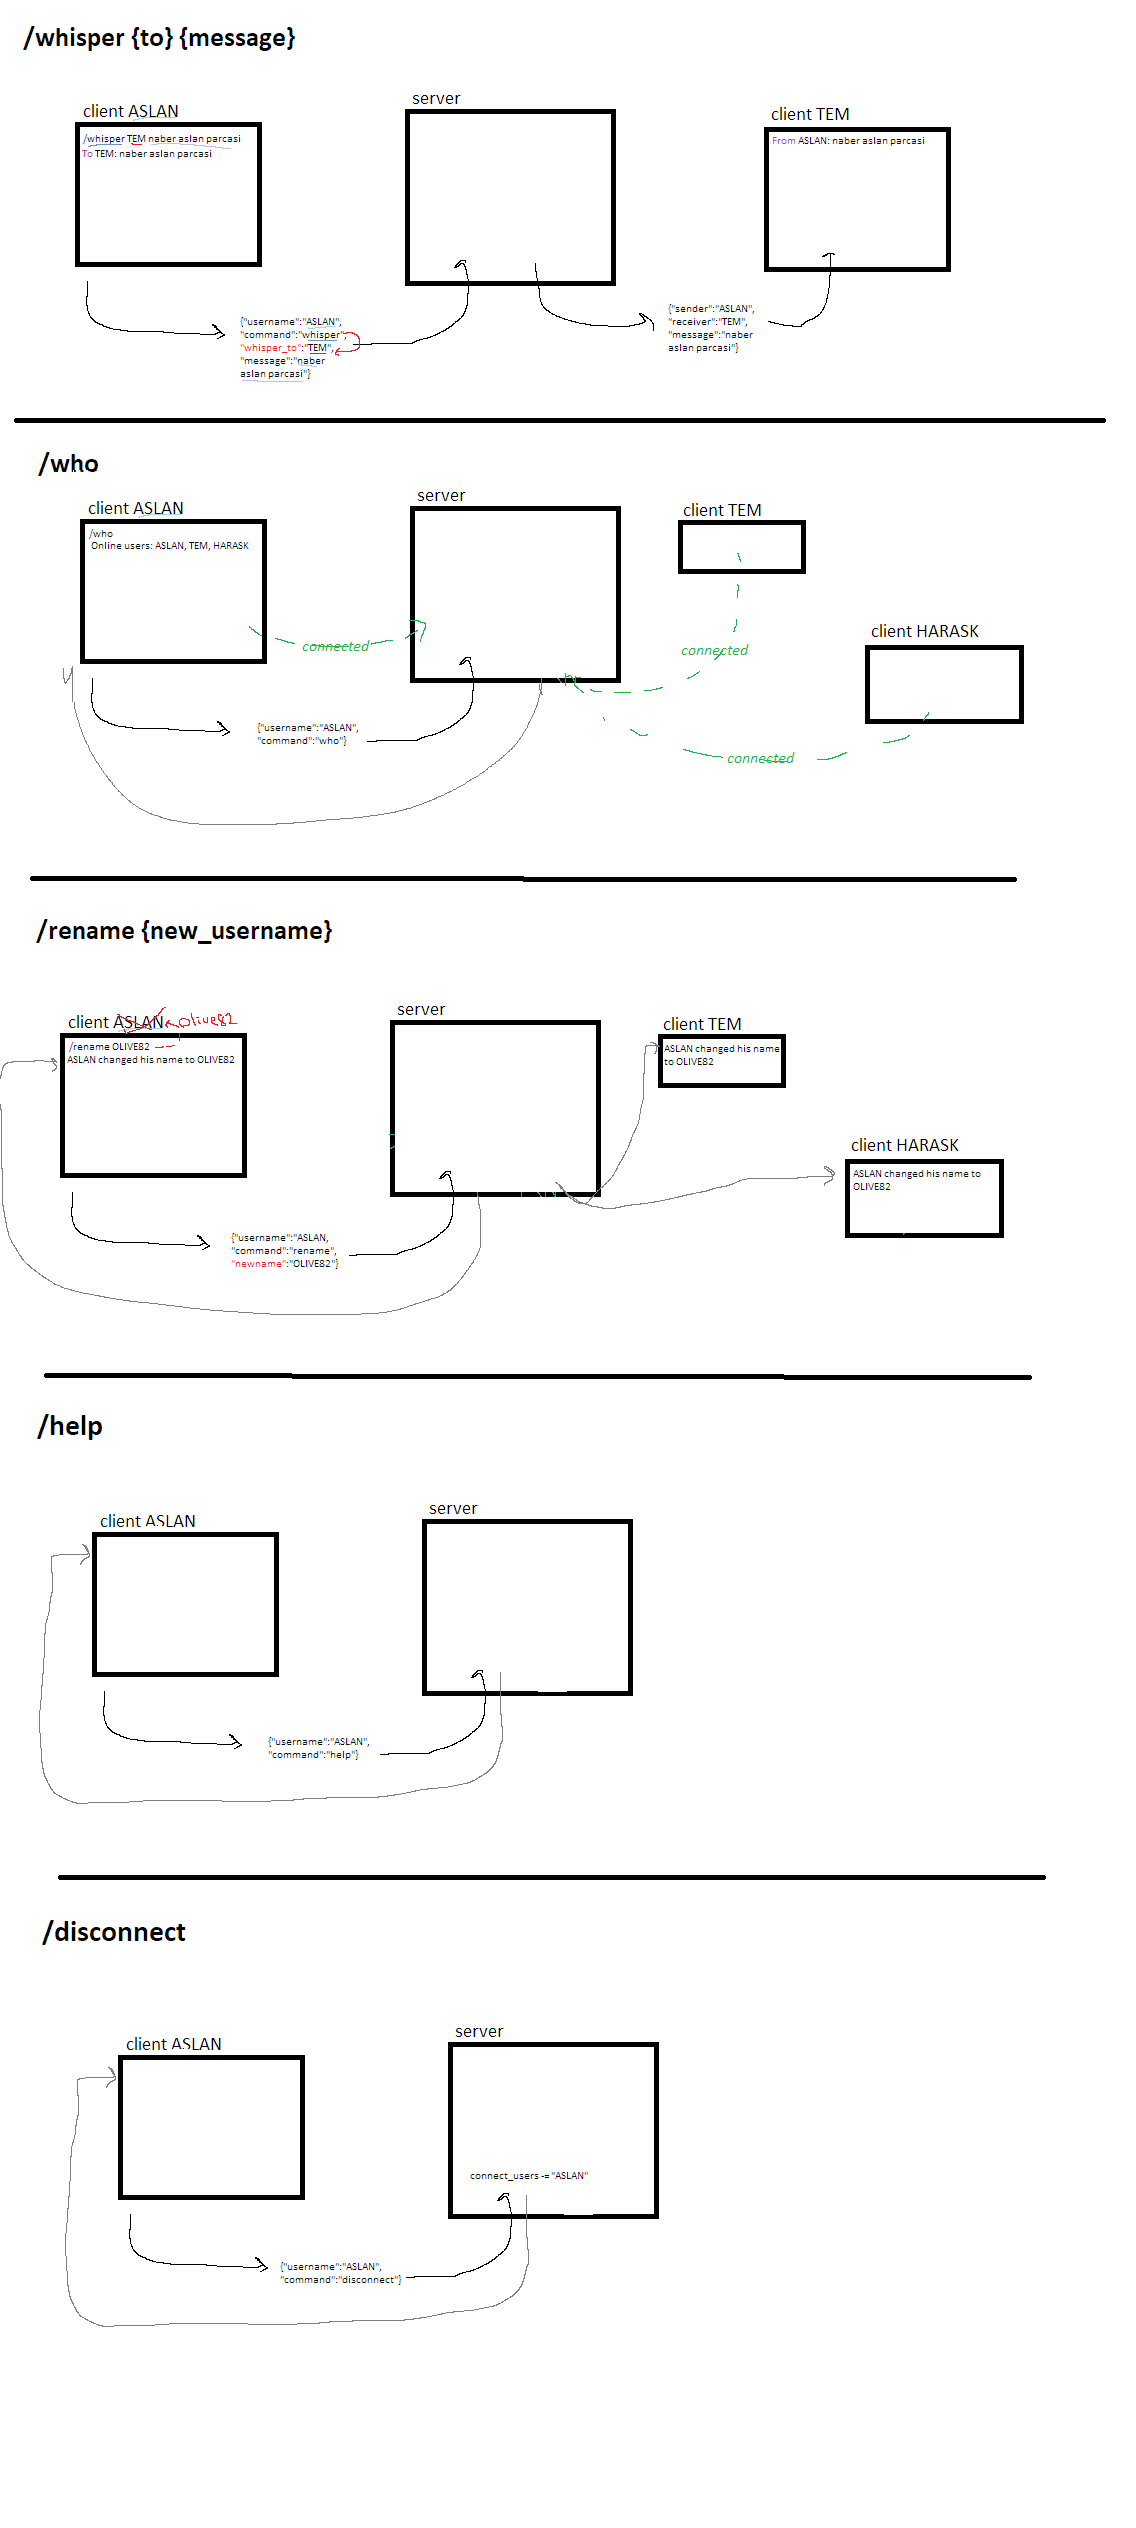 /whisper {to} {message}
client ASLAN
server
client TEM
/whisper TEM naber aslan parcasi
To TEM: naber aslan parcasi
From ASLAN: naber aslan parcasi
{"username":"ASLAN",
"command":"whisper",
"whisper_to":"TEM",
"message":"naber
aslan parcasi"}
{"sender":"ASLAN",
"receiver":"TEM",
"message":"naber
aslan parcasi"}
/who
client ASLAN
server
client TEM
/who
Online users: ASLAN, TEM, HARASK
client HARASK
connected
connected
connected
{"username":"ASLAN",
"command":"who"}
/rename {new_username}
client ASLAN olive82
server
client TEM
/rename OLIVE82
ASLAN changed his name to OLIVE82
ASLAN changed his name
to OLIVE82
client HARASK
ASLAN changed his name to
OLIVE82
{"username":"ASLAN,
"command":"rename",
"newname":"OLIVE82"}
/help
client ASLAN
server
{"username":"ASLAN",
"command":"help"}
/disconnect
client ASLAN
server
connect_users -= "ASLAN"
{"username":"ASLAN",
"command":"disconnect"}